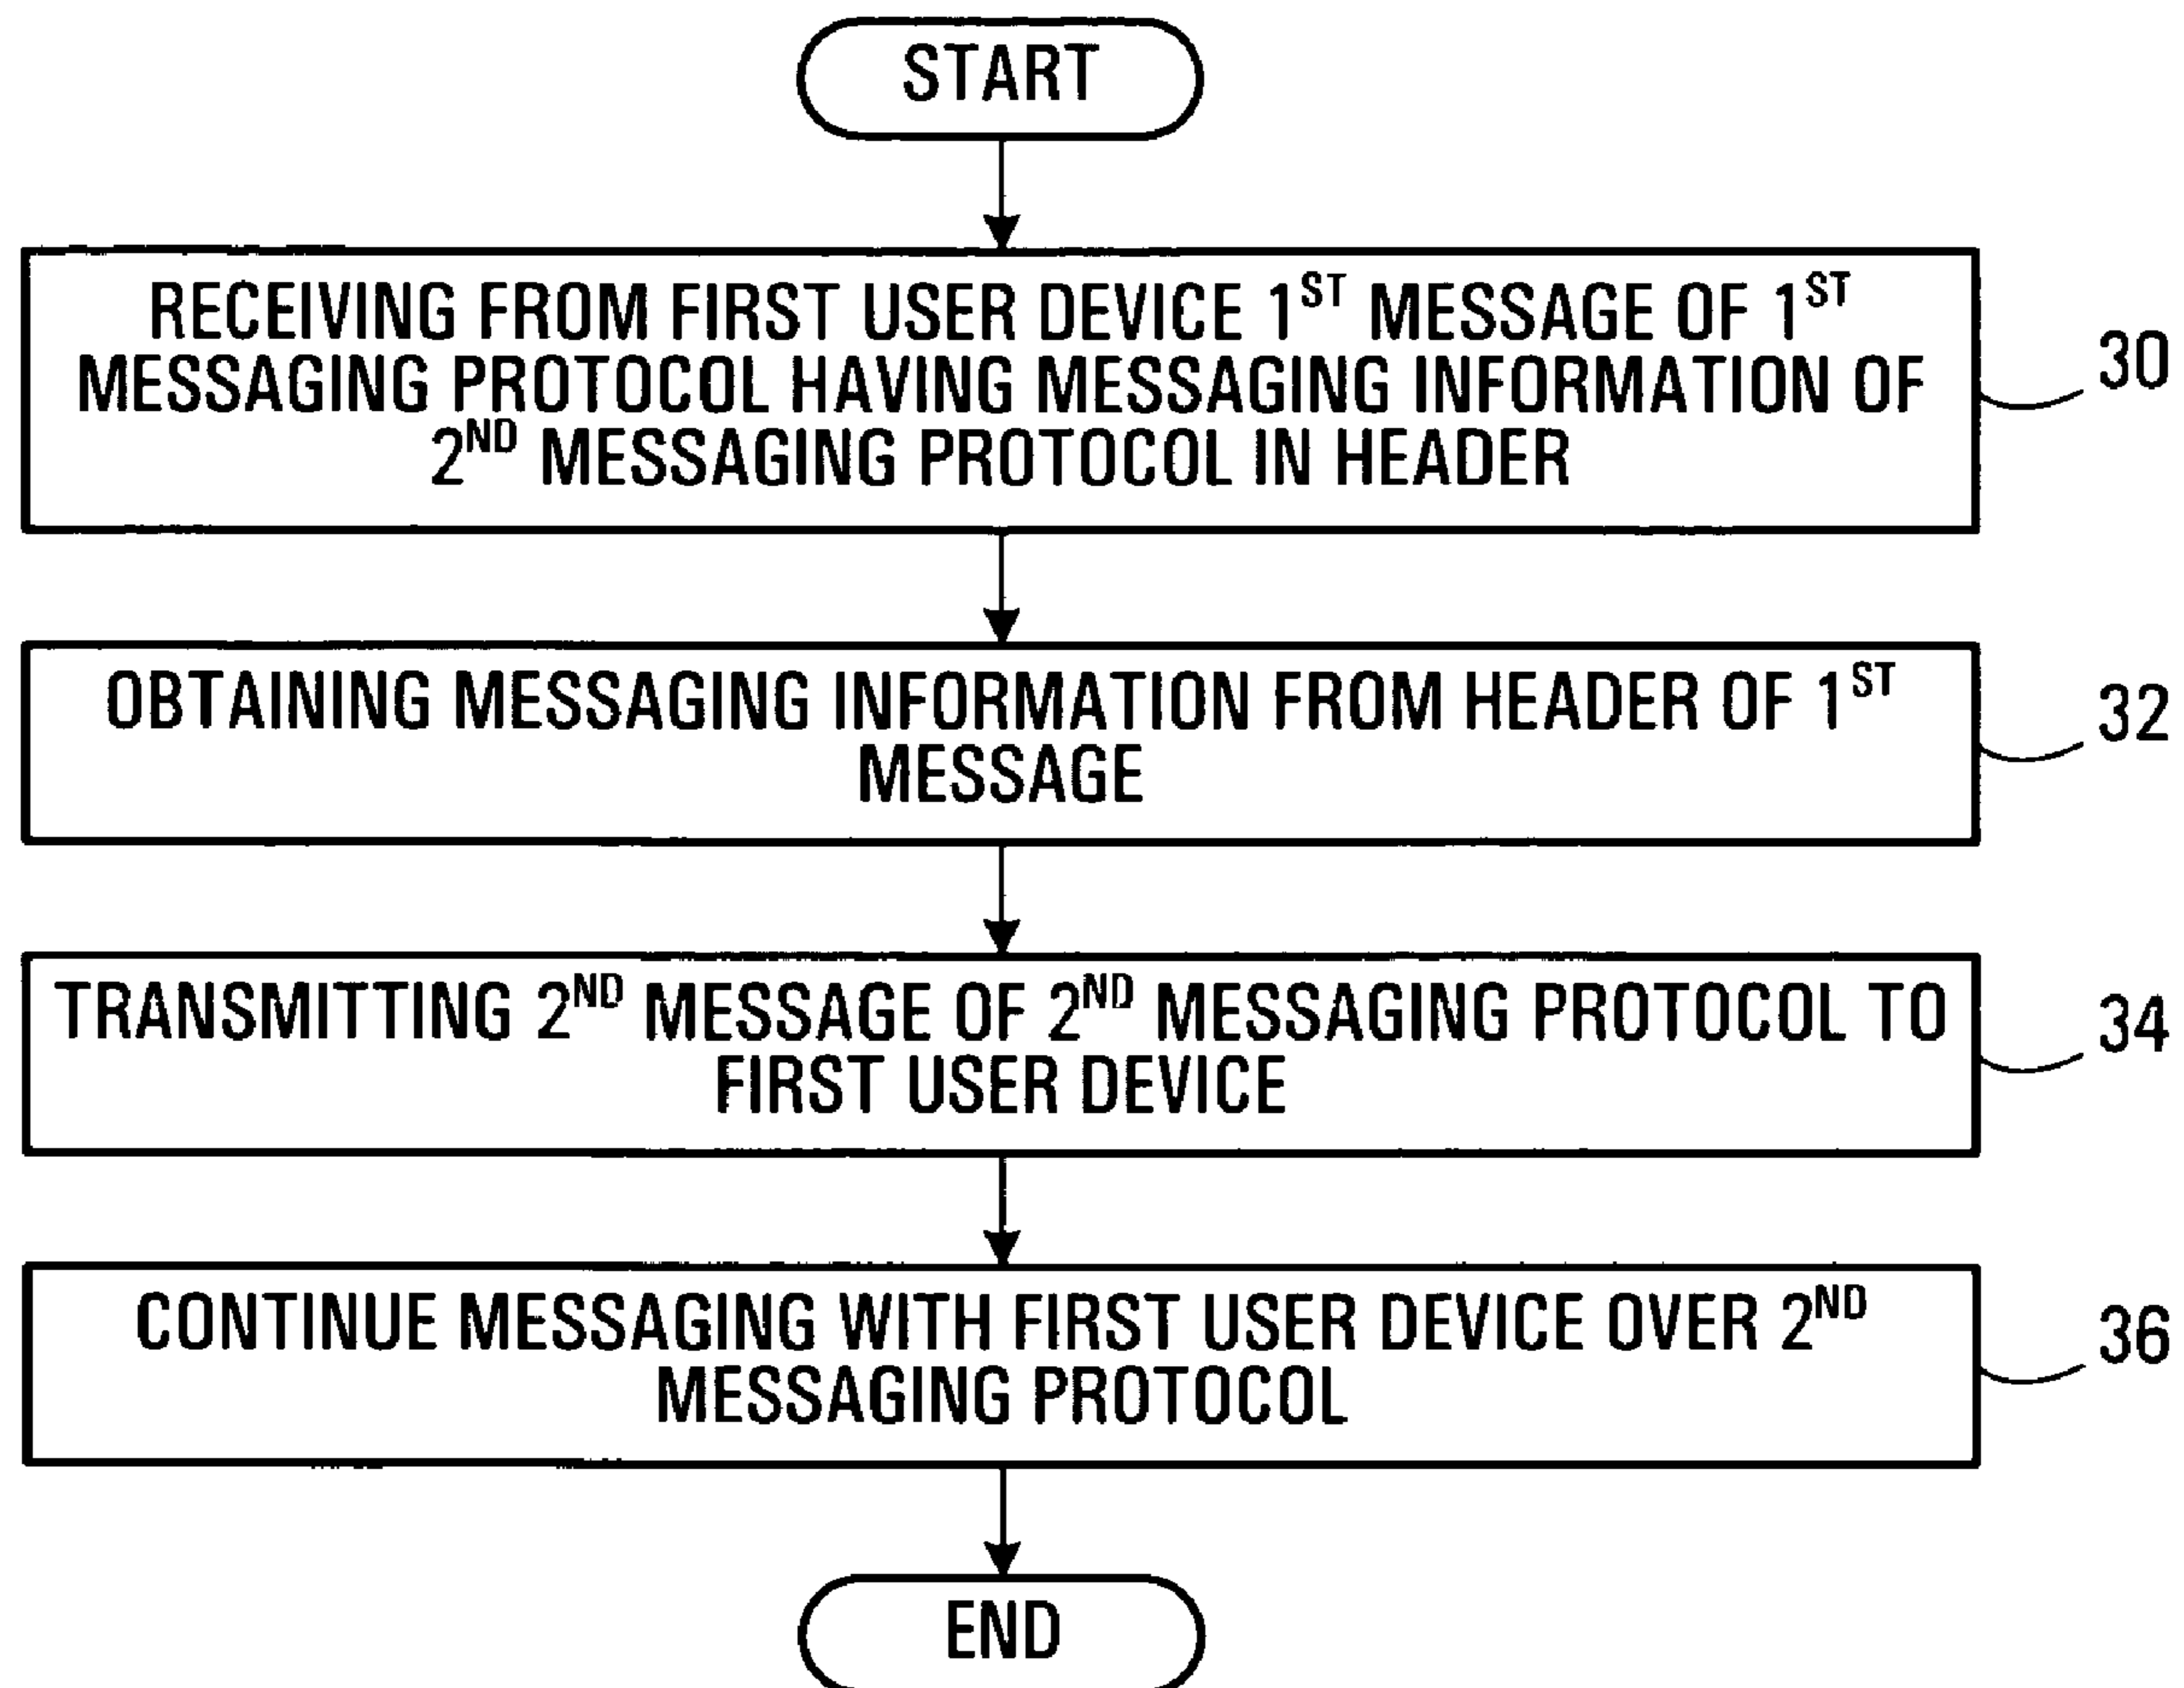 START
RECEIVING FROM FIRST USER DEVICE 1ST MESSAGE OF 1ST
MESSAGING PROTOCOL HAVING MESSAGING INFORMATION OF
2ND MESSAGING PROTOCOL IN HEADER
30
OBTAINING MESSAGING INFORMATION FROM HEADER OF 1ST
MESSAGE
32
TRANSMITTING 2ND MESSAGE OF 2ND MESSAGING PROTOCOL TO
FIRST USER DEVICE
34
CONTINUE MESSAGING WITH FIRST USER DEVICE OVER 2ND
MESSAGING PROTOCOL
36
END